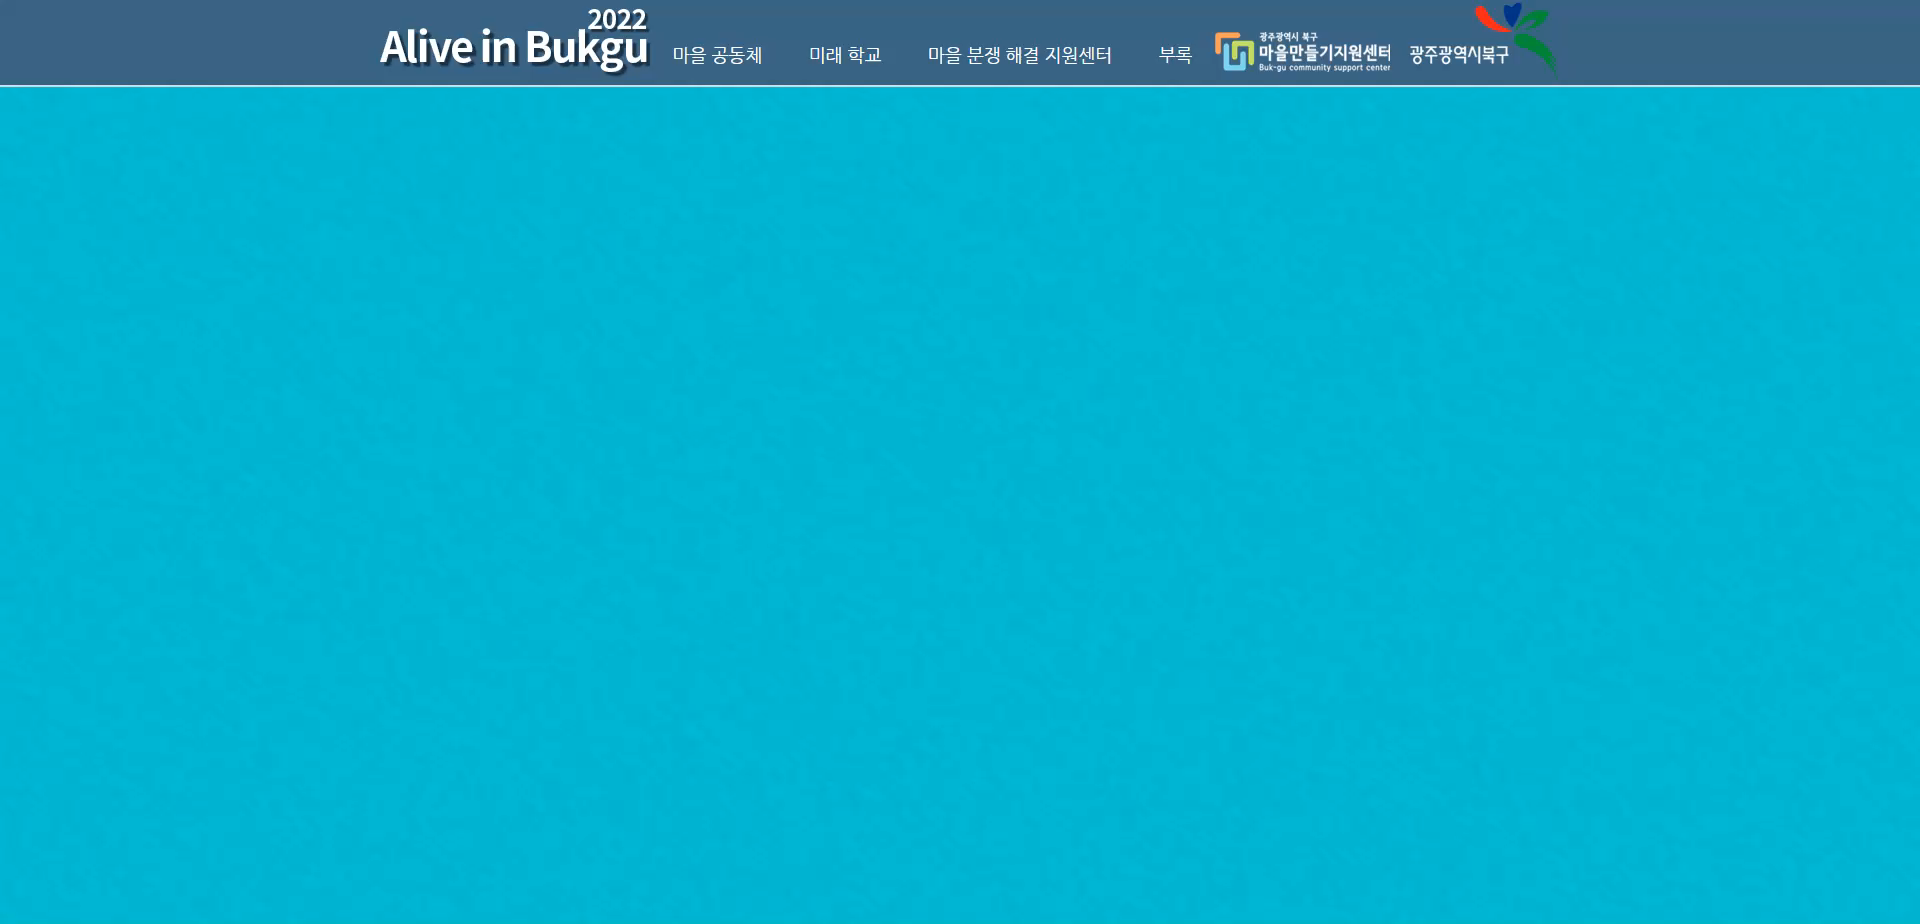 2022
Alive in Bukgu
마을 공동체 미래 학교 마을 분쟁 해결 지원센터 부록
광주광역시 북구
마을만들기지원센터
Buk-gu community support center
광주광역시북구